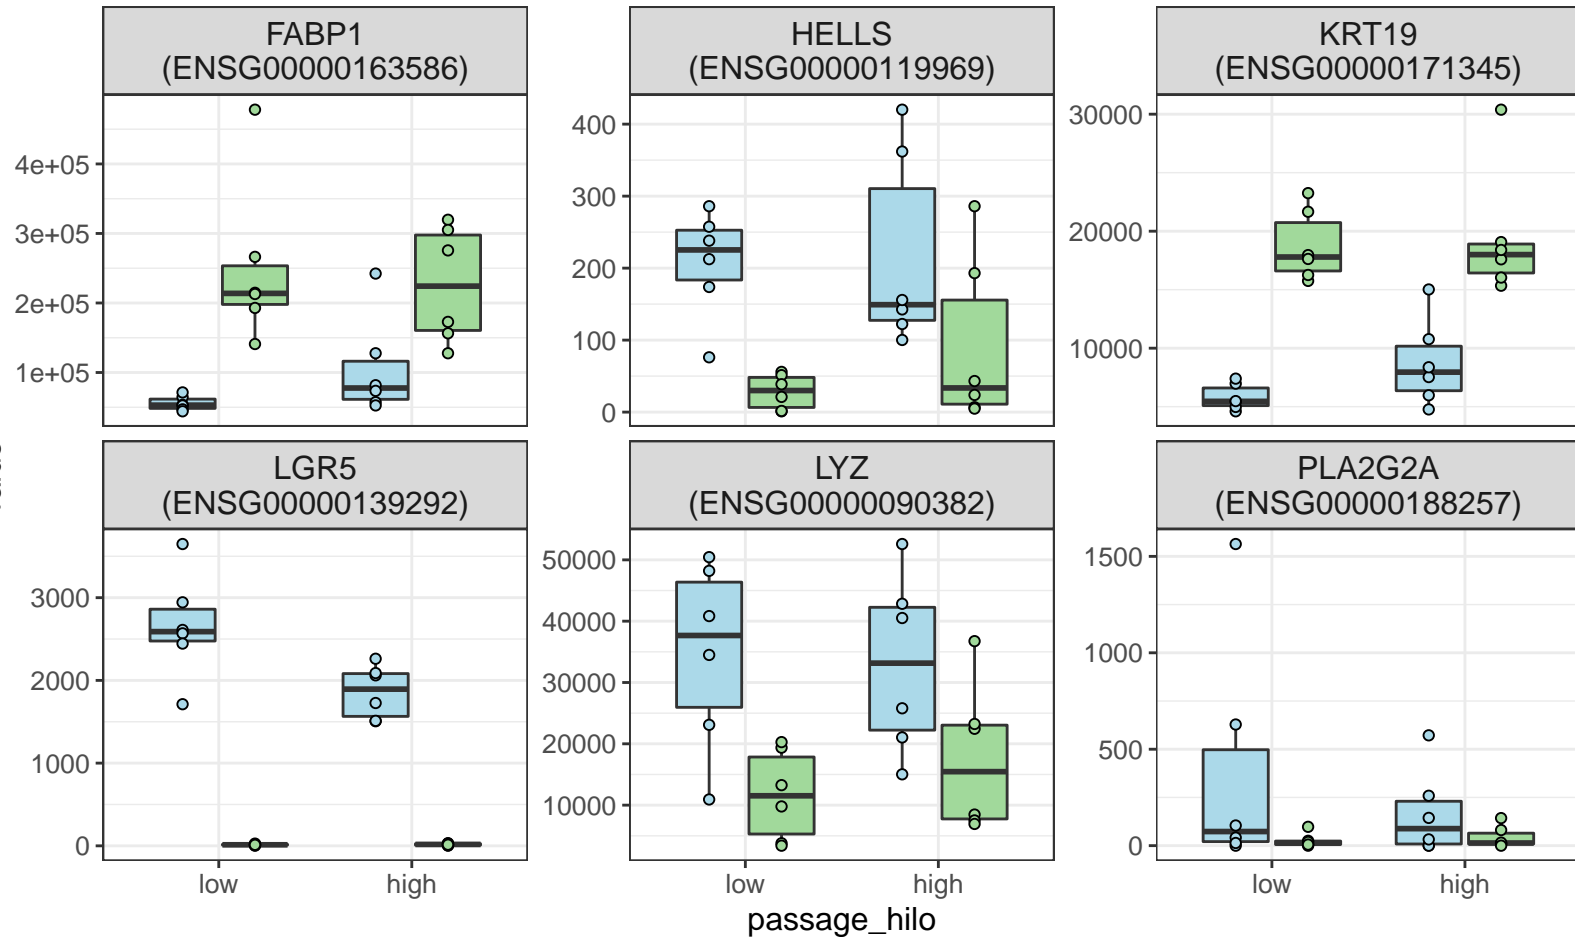 FABP1
(ENSG00000163586)
HELLS
(ENSG00000119969)
KRT19
(ENSG00000171345)
4e+05
3e+05
2e+05
1e+05
400
300
200
100
0
30000
20000
10000
LGR5
(ENSG00000139292)
LYZ
(ENSG00000090382)
PLA2G2A
(ENSG00000188257)
3000
2000
1000
0
50000
40000
30000
20000
10000
1500
1000
500
0
low high
low high
low high
passage_hilo